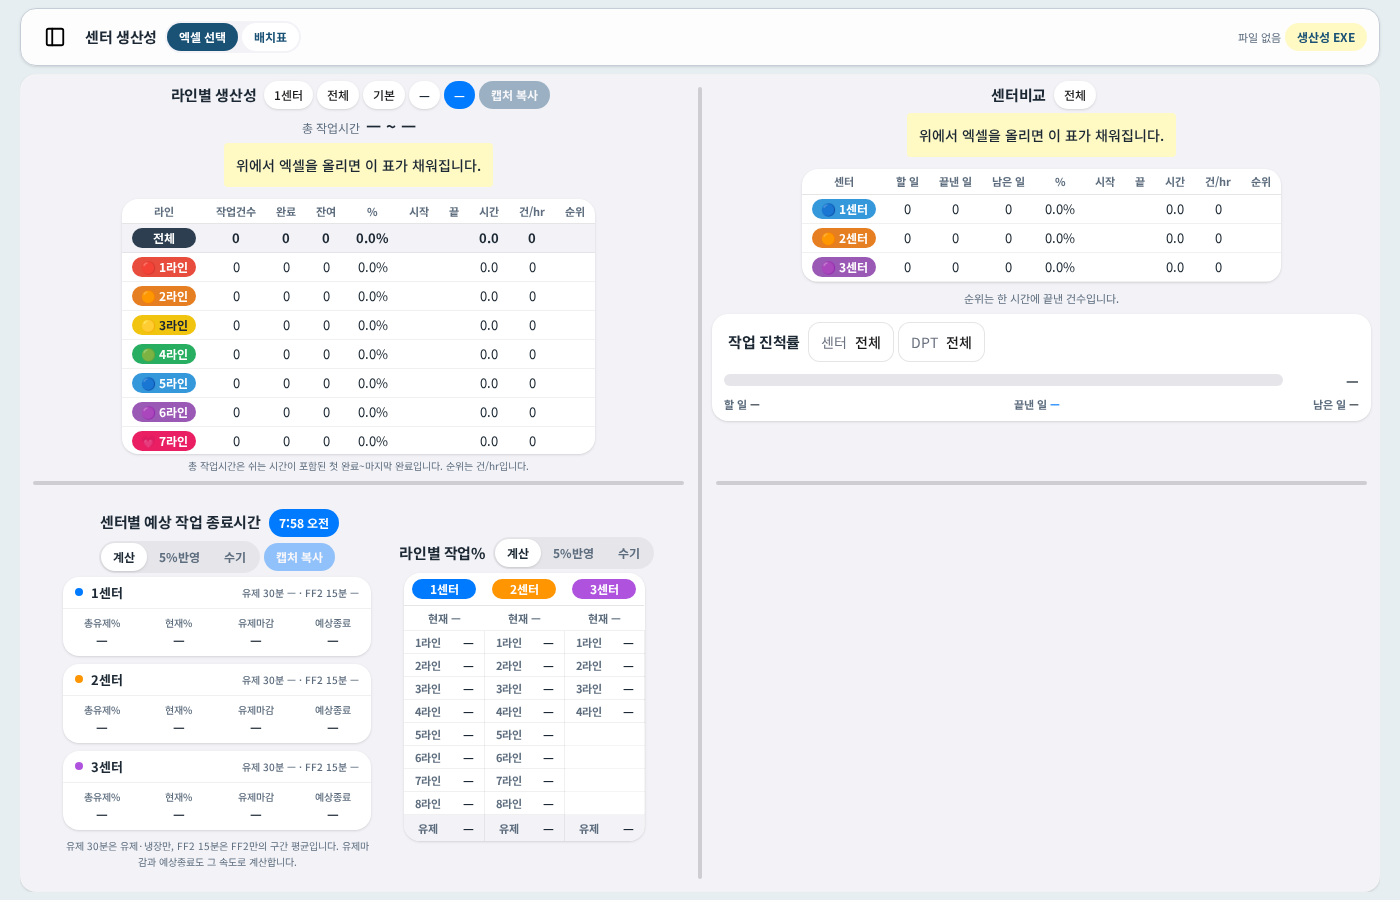 센터 생산성 엑셀 선택 배치표 파일 없음 생산성 EXE
라인별 생산성 1센터 전체 기본 — — 캡처 복사
총 작업시간 — ~ —
위에서 엑셀을 올리면 이 표가 채워집니다.
라인 작업건수 완료 잔여 % 시작 끝 시간 건/hr 순위
전체 0 0 0 0.0% 0.0 0
1라인 0 0 0 0.0% 0.0 0
2라인 0 0 0 0.0% 0.0 0
3라인 0 0 0 0.0% 0.0 0
4라인 0 0 0 0.0% 0.0 0
5라인 0 0 0 0.0% 0.0 0
6라인 0 0 0 0.0% 0.0 0
7라인 0 0 0 0.0% 0.0 0
총 작업시간은 쉬는 시간이 포함된 첫 완료~마지막 완료입니다. 순위는 건/hr입니다.
센터비교 전체
위에서 엑셀을 올리면 이 표가 채워집니다.
센터 할 일 끝낸 일 남은 일 % 시작 끝 시간 건/hr 순위
1센터 0 0 0 0.0% 0.0 0
2센터 0 0 0 0.0% 0.0 0
3센터 0 0 0 0.0% 0.0 0
순위는 한 시간에 끝낸 건수입니다.
작업 진척률 센터 전체 DPT 전체
—
할 일 — 끝낸 일 — 남은 일 —
센터별 예상 작업 종료시간 7:58 오전
계산 5%반영 수기 캡처 복사
1센터 유제 30분 — · FF2 15분 —
총유제% 현재% 유제마감 예상종료
— — — —
2센터 유제 30분 — · FF2 15분 —
총유제% 현재% 유제마감 예상종료
— — — —
3센터 유제 30분 — · FF2 15분 —
총유제% 현재% 유제마감 예상종료
— — — —
유제 30분은 유제·냉장만, FF2 15분은 FF2만의 구간 평균입니다. 유제마
감과 예상종료도 그 속도로 계산합니다.
라인별 작업% 계산 5%반영 수기
1센터 2센터 3센터
현재 — 현재 — 현재 —
1라인 — 1라인 — 1라인 —
2라인 — 2라인 — 2라인 —
3라인 — 3라인 — 3라인 —
4라인 — 4라인 — 4라인 —
5라인 — 5라인 —
6라인 — 6라인 —
7라인 — 7라인 —
8라인 — 8라인 —
유제 — 유제 — 유제 —